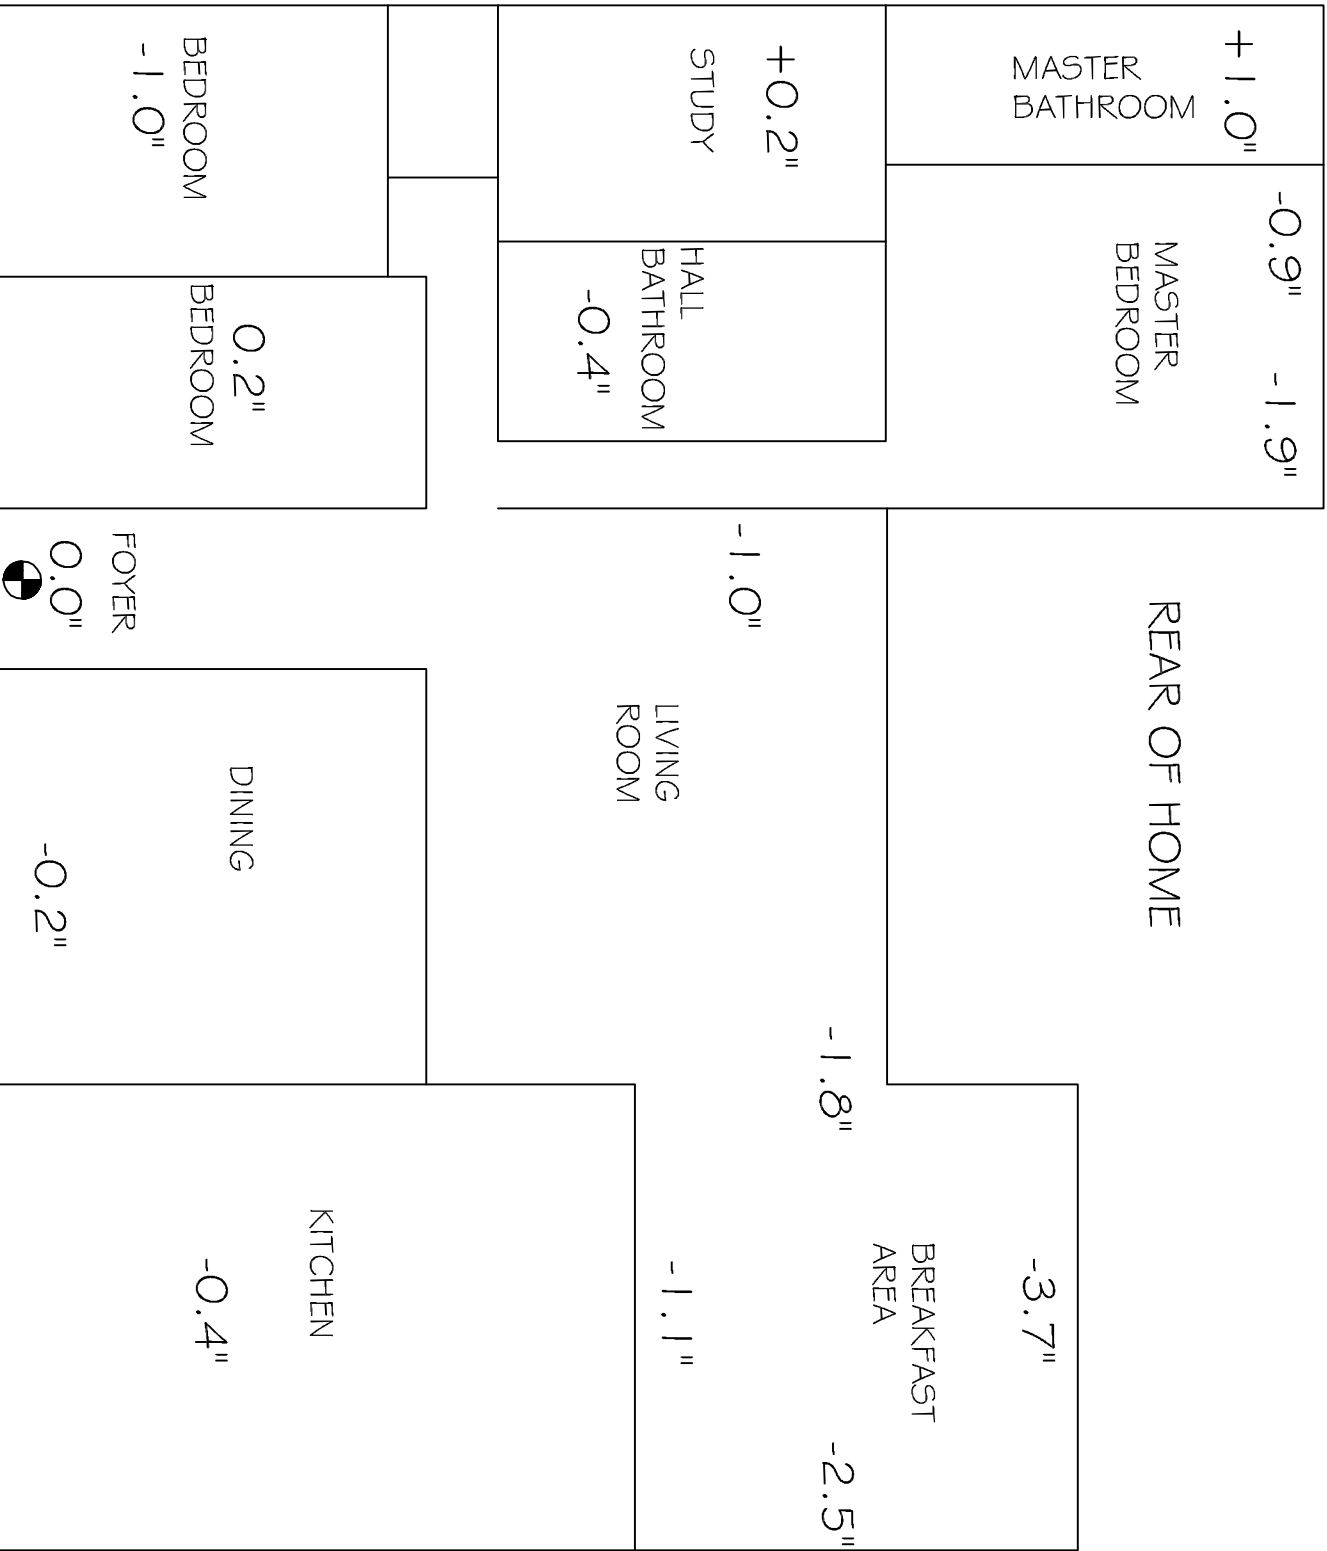 MASTER
BATHROOM
+1.0"
-0.9"
-1.9"
MASTER
BEDROOM
REAR OF HOME
+0.2"
STUDY
HALL
BATHROOM
-0.4"
-1.0"
LIVING
ROOM
-1.8"
-3.7"
BREAKFAST
AREA
-2.5"
-1.1"
BEDROOM
-1.0"
0.2"
BEDROOM
FOYER
0.0"
DINING
-0.2"
KITCHEN
-0.4"